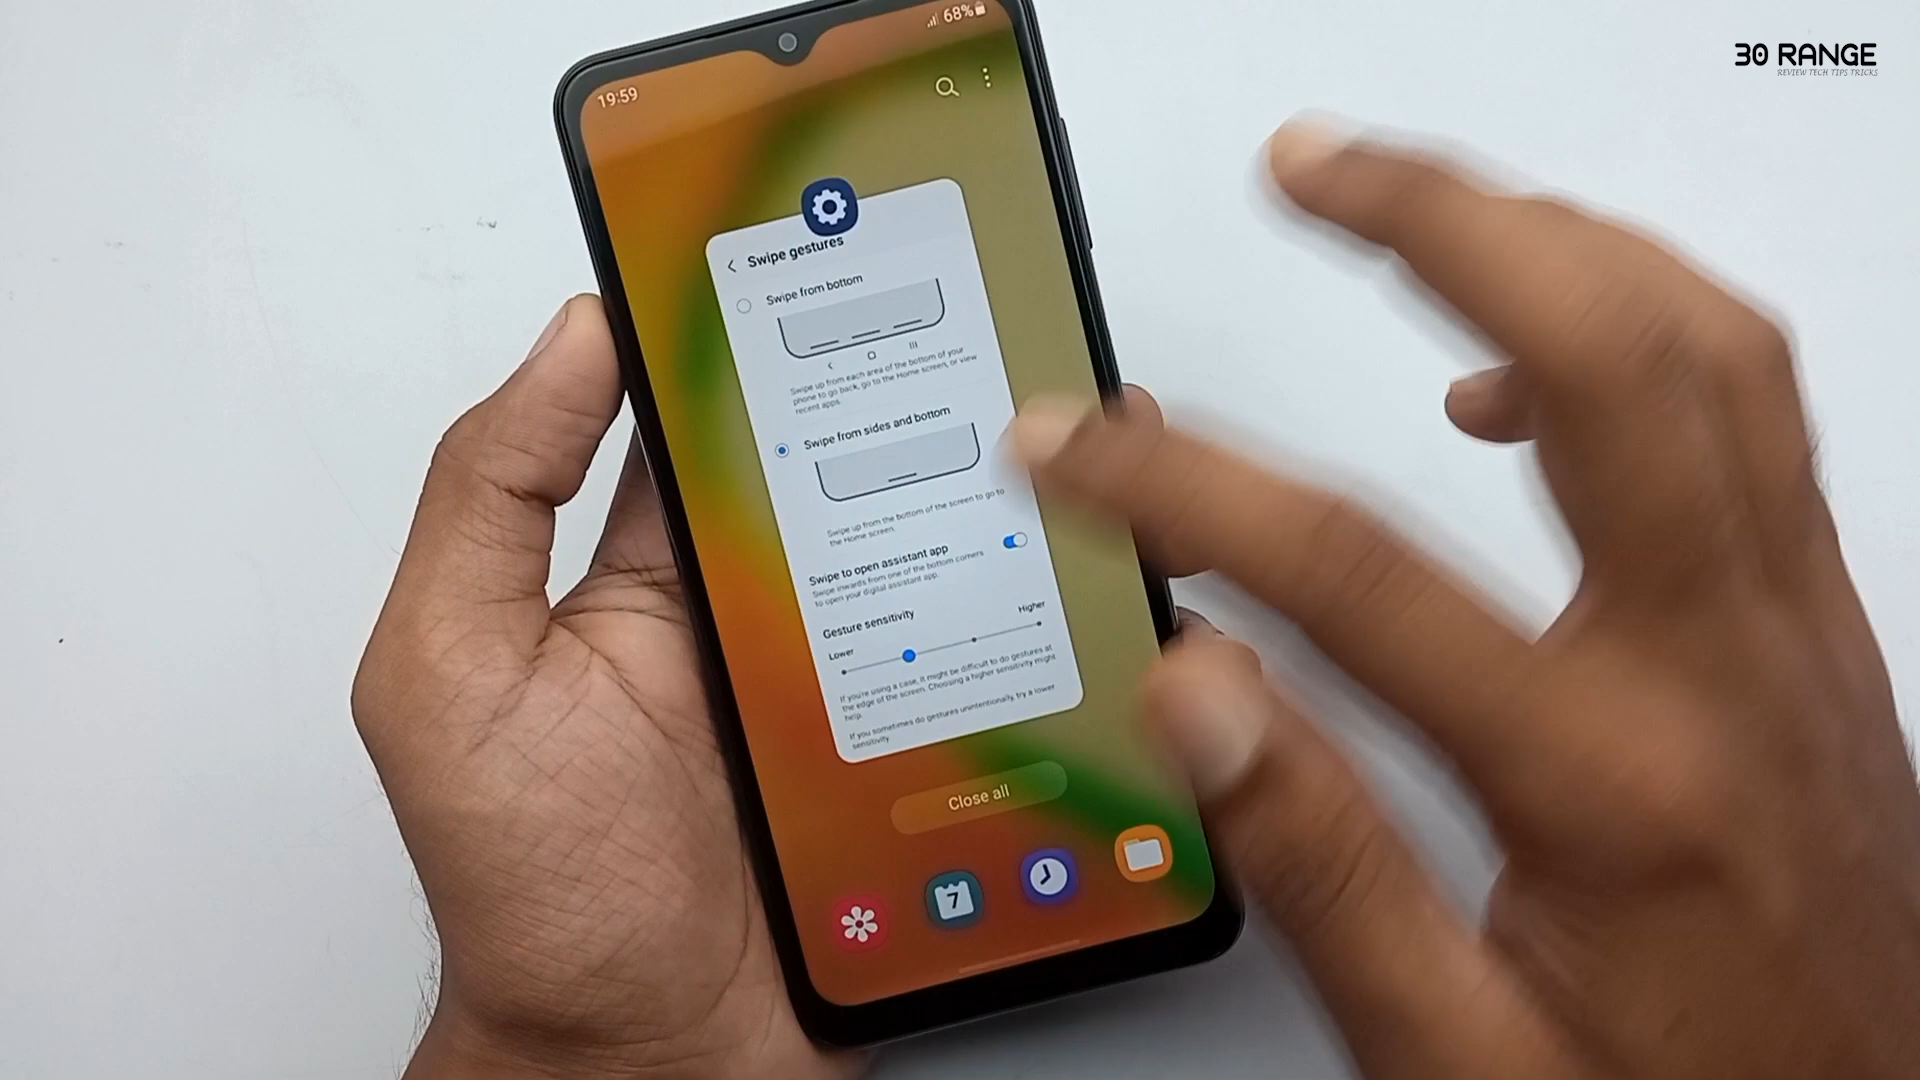 30 RANGE
REVIEW TECH TIPS TRICKS
19:59
68%
Swipe gestures
Swipe from bottom
Swipe up from each area of the bottom of your
phone to go back, go to the Home screen, or view
recent apps.
Swipe from sides and bottom
Swipe up from the bottom of the screen to go to
the Home screen.
Swipe to open assistant app
Swipe inwards from one of the bottom corners
to open your digital assistant app.
Gesture sensitivity
Lower
Higher
If you're using a case, it might be difficult to do gestures at
the edge of the screen. Choosing a higher sensitivity might
help.
If you sometimes do gestures unintentionally, try a lower
sensitivity.
Close all
7